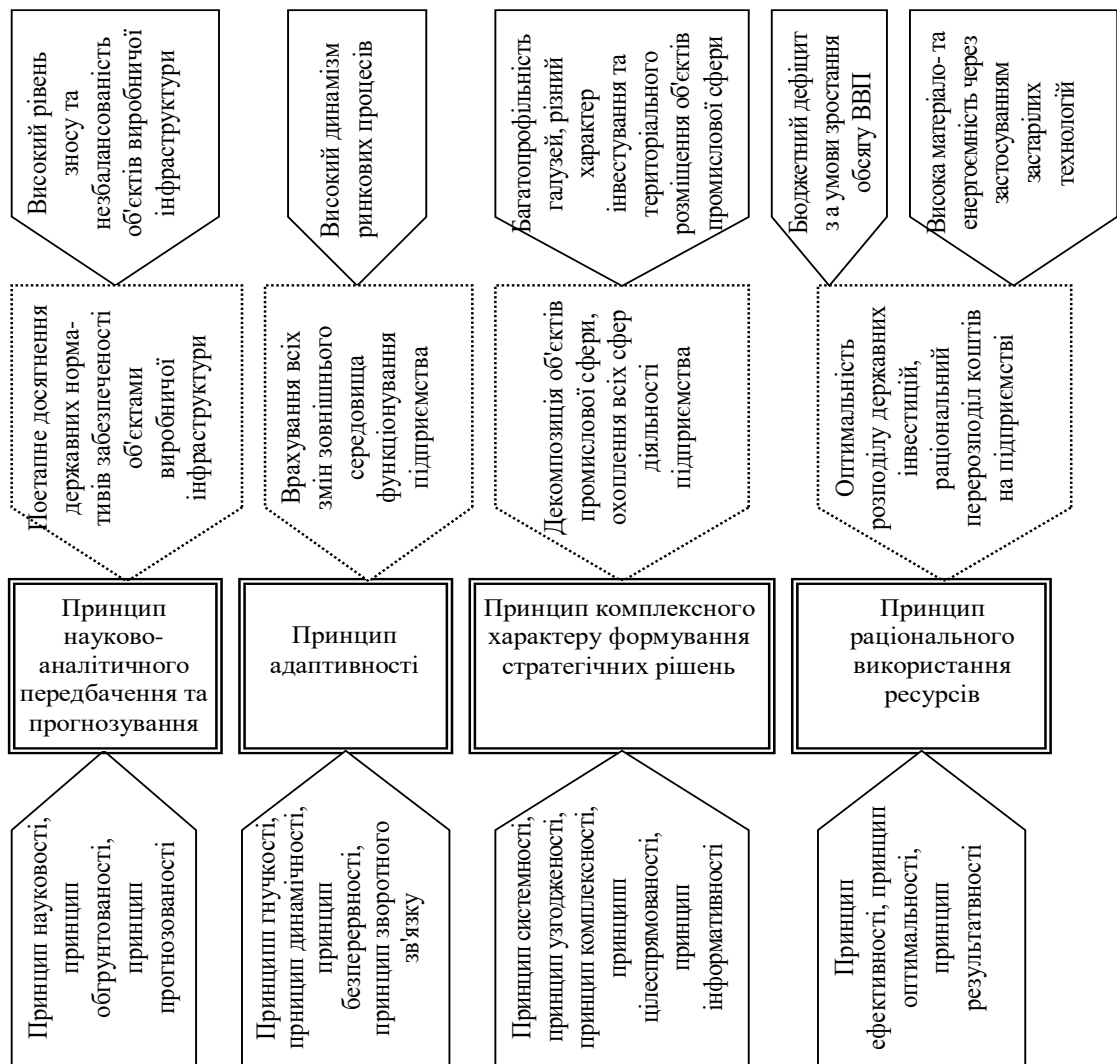 Високий рівень
зносу та
незбалансованість
об'єктів виробничої
інфраструктури
Високий динамізм
ринкових процесів
Багатопрофільність
галузей, різний
характер
інвестування та
територіального
розміщення об'єктів
промислової сфери
Бюджетний дефіцит
з а умови зростання
обсягу ВВП
Висока матеріало- та
енергоємність через
застосуванням
застарілих
технологій
Поетапне досягнення
державних норма-
тивів забезпеченості
об'єктами
виробничої
інфраструктури
Врахування всіх
змін зовнішнього
середовища
функціонування
підприємства
Декомпозиція об'єктів
промислової сфери,
охоплення всіх сфер
діяльності
підприємства
Оптимальність
розподілу державних
інвестицій,
раціональний
перерозподіл коштів
на підприємстві
Принцип
науково-
аналітичного
передбачення та
прогнозування
Принцип
адаптивності
Принцип комплексного
характеру формування
стратегічних рішень
Принцип
раціонального
використання
ресурсів
Принцип науковості,
принцип
обгрунтованості,
принцип
прогнозованості
Принципи гнучкості,
прницип динамічності,
принцип
безперервності,
принцип зворотного
зв'язку
Принцип системності,
принцип узгодженості,
принцип комплексності,
принцип
цілеспрямованості,
принцип
інформативності
Принцип
ефективності, принцип
оптимальності,
принцип
результатвності